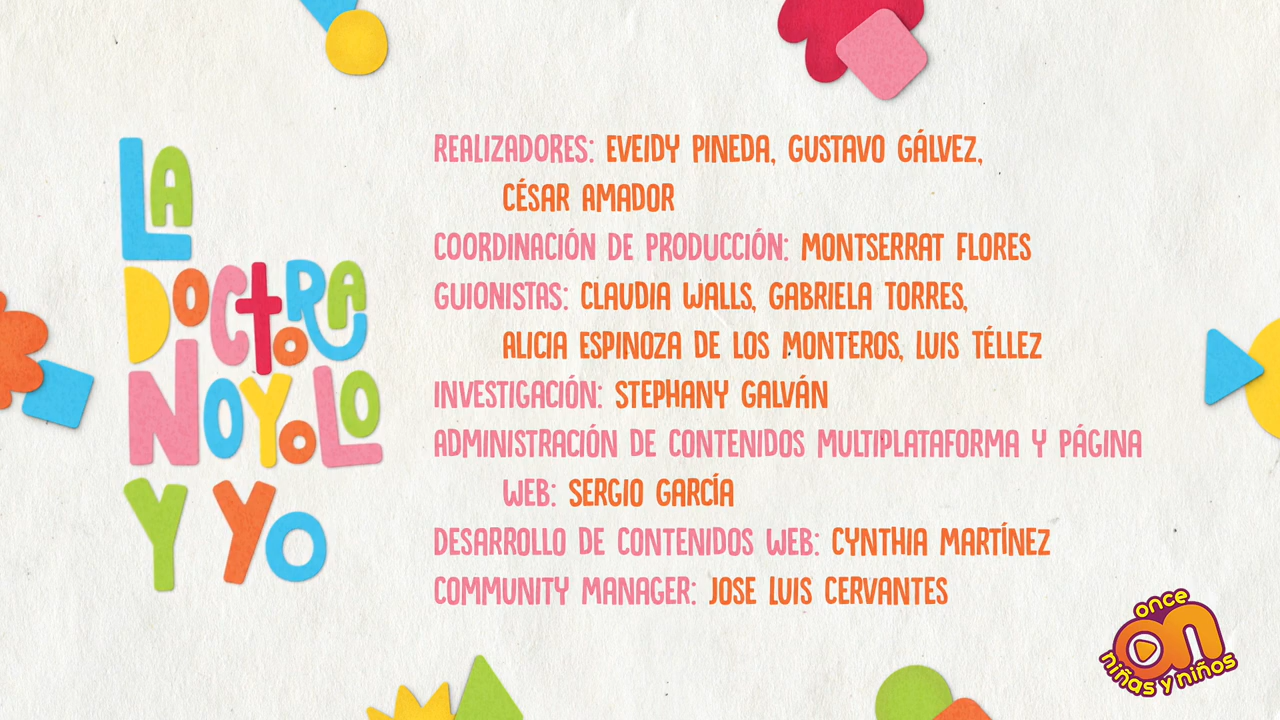 LA
DOCTORA
NOYOLO
Y YO
REALIZADORES: EVEIDY PINEDA, GUSTAVO GÁLVEZ,
CÉSAR AMADOR
COORDINACIÓN DE PRODUCCIÓN: MONTSERRAT FLORES
GUIONISTAS: CLAUDIA WALLS, GABRIELA TORRES,
ALICIA ESPINOZA DE LOS MONTEROS, LUIS TÉLLEZ
INVESTIGACIÓN: STEPHANY GALVÁN
ADMINISTRACIÓN DE CONTENIDOS MULTIPLATAFORMA Y PÁGINA
WEB: SERGIO GARCÍA
DESARROLLO DE CONTENIDOS WEB: CYNTHIA MARTÍNEZ
COMMUNITY MANAGER: JOSE LUIS CERVANTES
once
on
niñas y niños